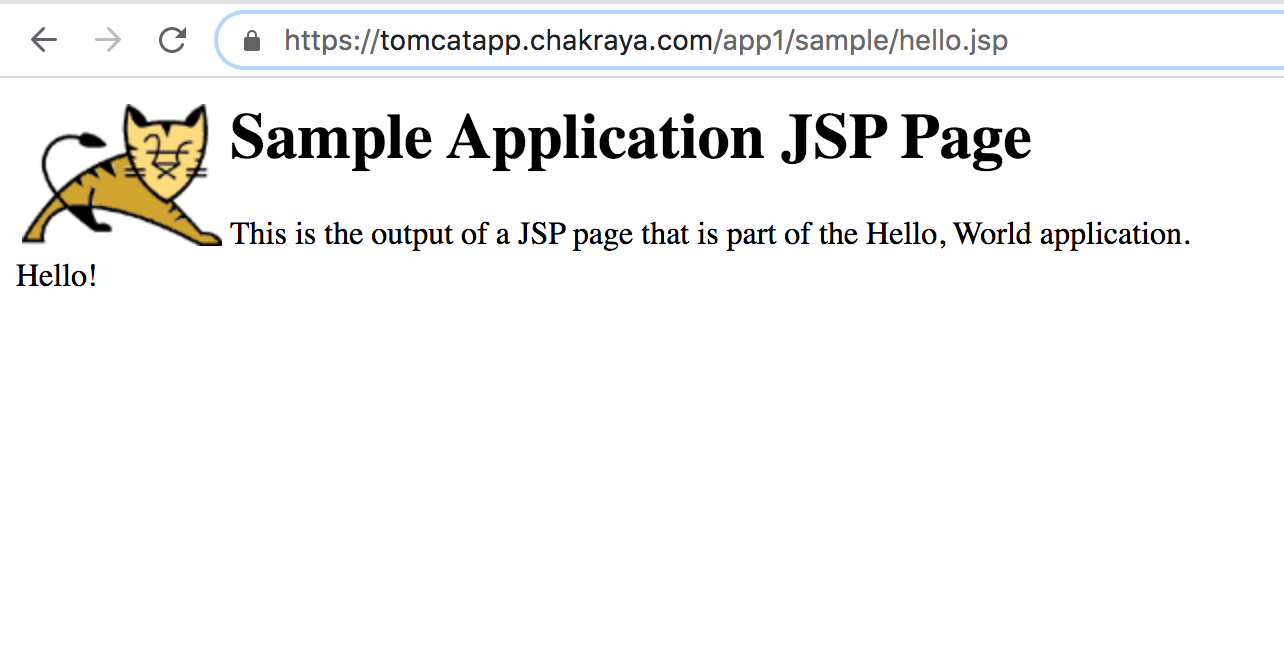 https://tomcatapp.chakraya.com/app1/sample/hello.jsp
Sample Application JSP Page
This is the output of a JSP page that is part of the Hello, World application.
Hello!